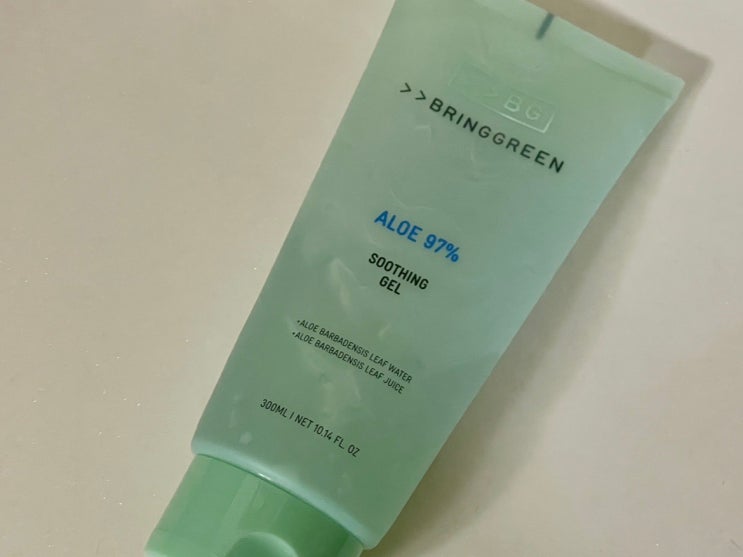 >>BG
>>BRINGGREEN
ALOE 97%
SOOTHING
GEL
•ALOE BARBADENSIS LEAF WATER
•ALOE BARBADENSIS LEAF JUICE
300ML I NET 10.14 FL. OZ